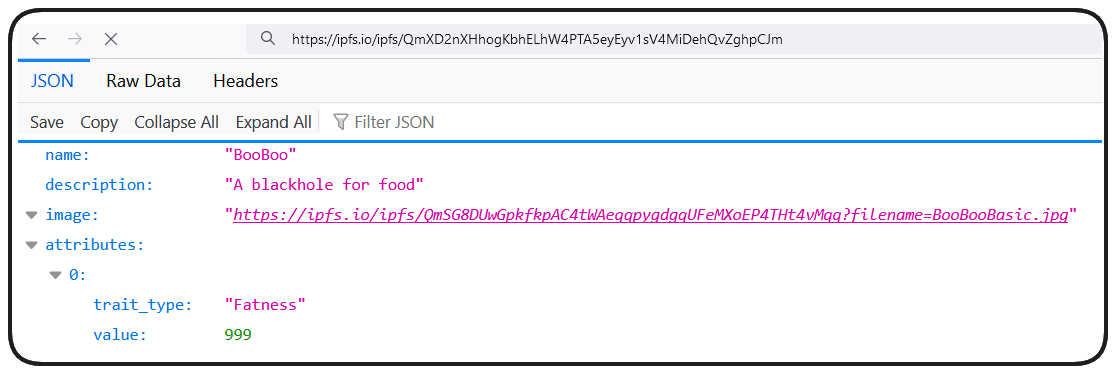 https://ipfs.io/ipfs/QmXD2nXHhogKbhELhW4PTA5eyEyv1sV4MiDehQvZghpCJm
JSON Raw Data Headers
Save Copy Collapse All Expand All Filter JSON
name: "BooBoo"
description: "A blackhole for food"
image: "https://ipfs.io/ipfs/QmSG8DUwGpkfkpAC4tWAeqgpygdgqUFeMXoEP4THt4vMgg?filename=BooBooBasic.jpg"
attributes:
0:
trait_type: "Fatness"
value: 999